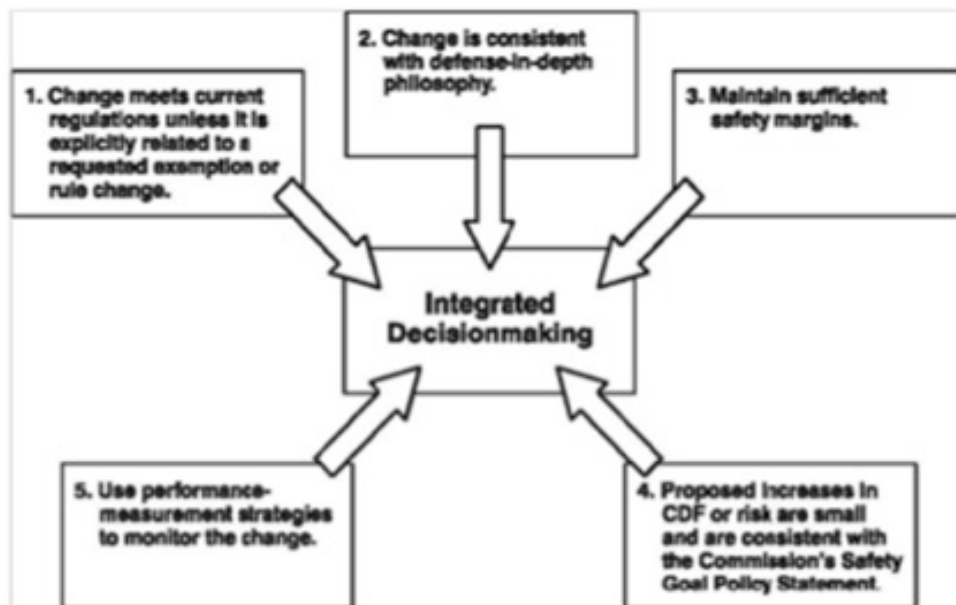 1. Change meets current
regulations unless it is
explicitly related to a
requested exemption or
rule change.
2. Change is consistent
with defense-in-depth
philosophy.
3. Maintain sufficient
safety margins.
Integrated
Decisionmaking
5. Use performance-
measurement strategies
to monitor the change.
4. Proposed increases in
CDF or risk are small
and are consistent with
the Commission's Safety
Goal Policy Statement.